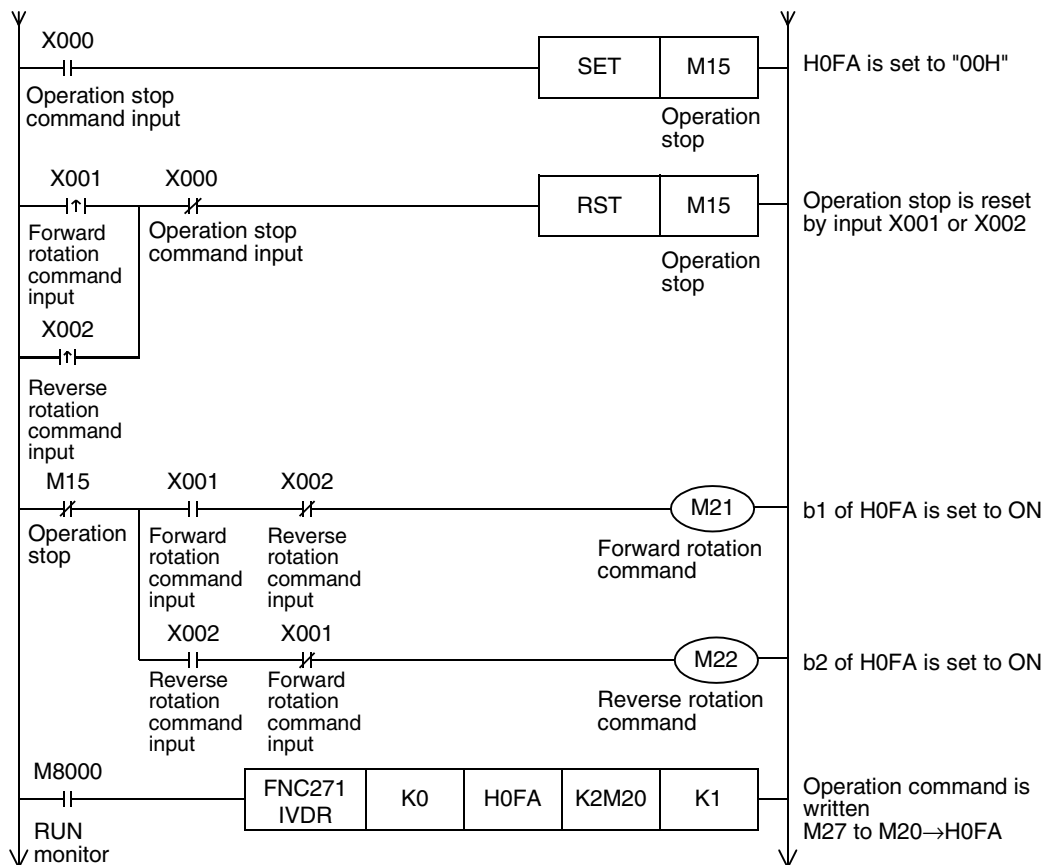 X000
SET M15
H0FA is set to "00H"
Operation stop
command input
Operation
stop
X001 X000
RST M15
Operation stop is reset
by input X001 or X002
Forward
rotation
command
input
Operation stop
command input
Operation
stop
X002
Reverse
rotation
command
input
M15 X001 X002
M21
b1 of H0FA is set to ON
Operation
stop
Forward
rotation
command
input
Reverse
rotation
command
input
Forward rotation
command
X002 X001
M22
b2 of H0FA is set to ON
Reverse
rotation
command
input
Forward
rotation
command
input
Reverse rotation
command
M8000
FNC271
IVDR
K0 H0FA K2M20 K1
Operation command is
written
M27 to M20→H0FA
RUN
monitor